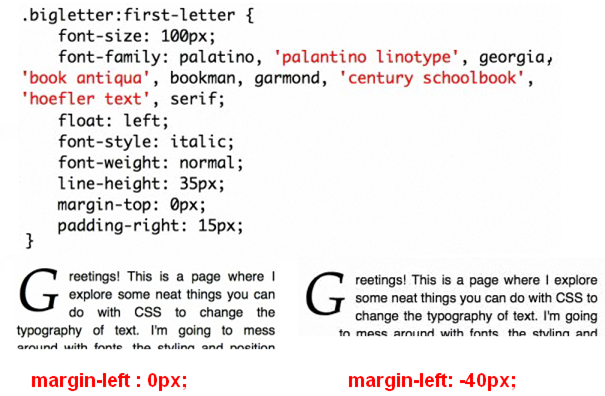 .bigletter:first-letter {
font-size: 100px;
font-family: palatino, 'palantino linotype', georgia,
'book antiqua', bookman, garmond, 'century schoolbook',
'hoefler text', serif;
float: left;
font-style: italic;
font-weight: normal;
line-height: 35px;
margin-top: 0px;
padding-right: 15px;
}
Greetings! This is a page where I
explore some neat things you can
do with CSS to change the
typography of text. I'm going to mess
around with fonts, the styling and position
Greetings! This is a page where I explore
some neat things you can do with CSS to
change the typography of text. I'm going
to mess around with fonts, the styling and
margin-left : 0px;
margin-left: -40px;